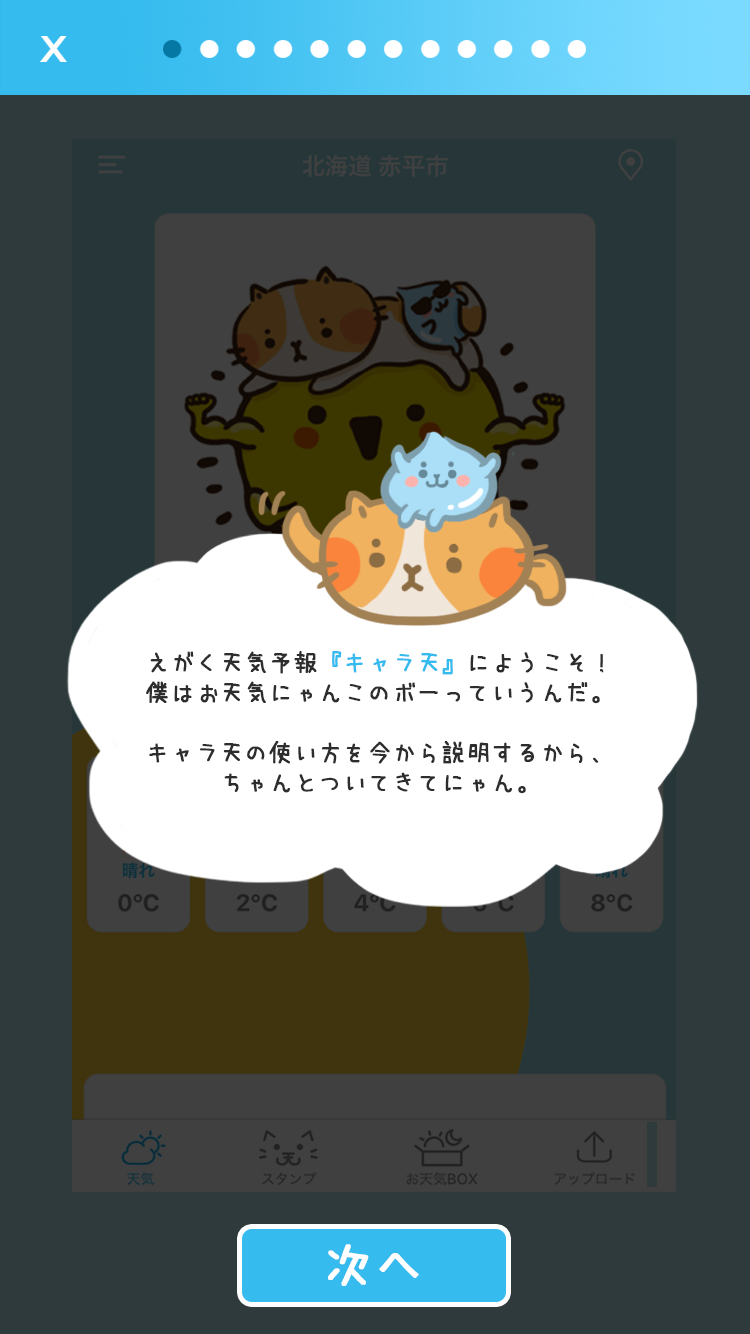 X
北海道 赤平市
えがく天気予報『キャラ天』にようこそ！
僕はお天気にゃんこのボーっていうんだ。
キャラ天の使い方を今から説明するから、
ちゃんとついてきてにゃん。
晴れ
晴れ
0°C
2°C
4°C
8°C
天気
スタンプ
お天気BOX
アップロード
次へ